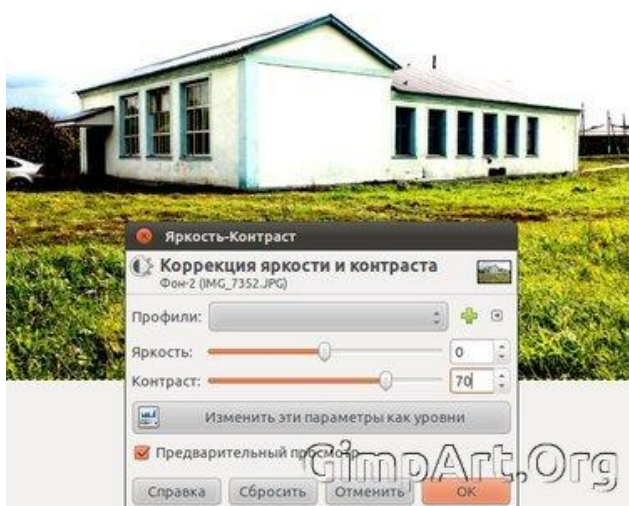 Яркость-Контраст
Коррекция яркости и контраста
Фон-2 (IMG_7352.JPG)
Профили:
Яркость: 0
Контраст: 70
Изменить эти параметры как уровни
Предварительный просмотр
GimpArt.Org
Справка Сбросить Отменить OK